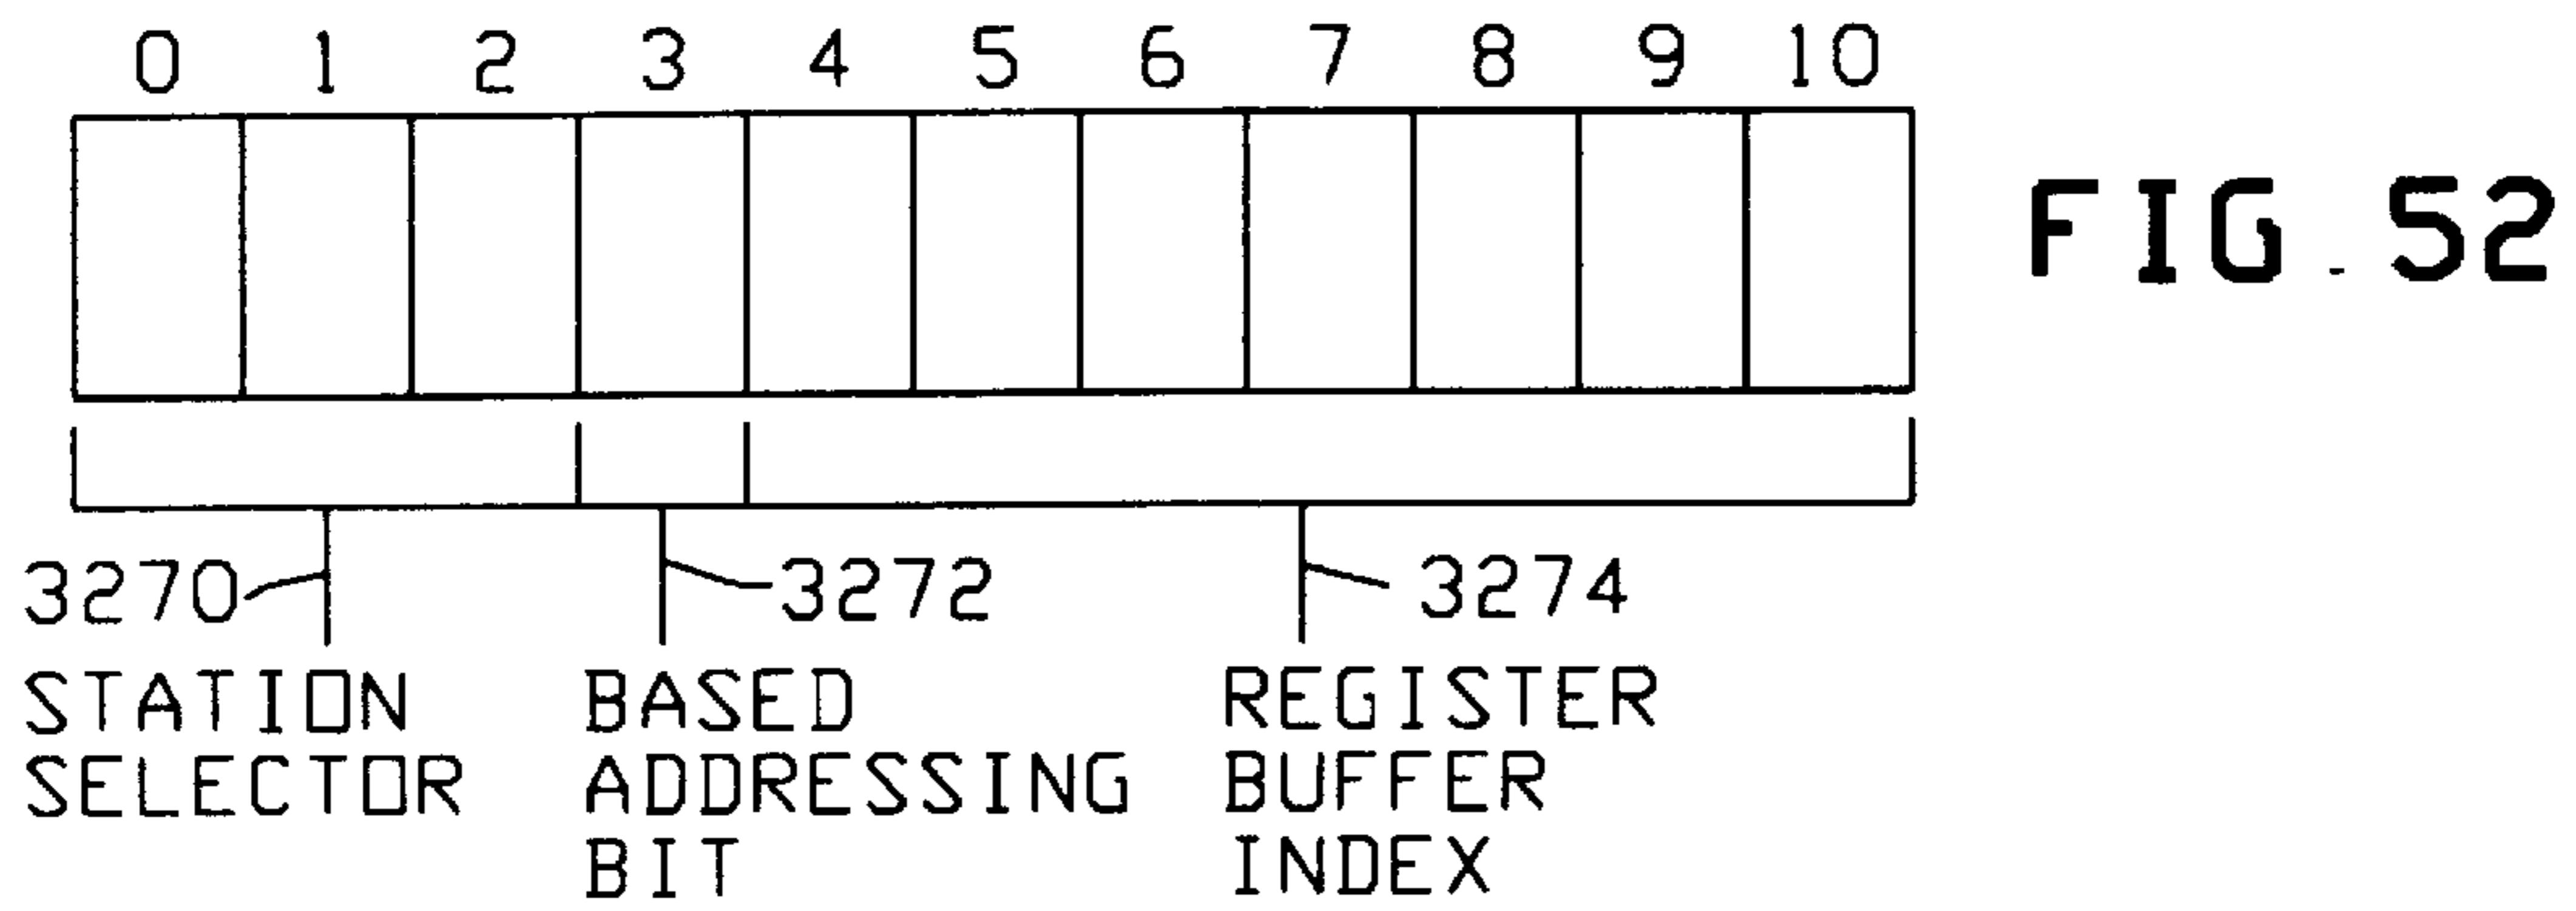 0 1 2 3 4 5 6 7 8 9 10
FIG. 52
3270 3272 3274
STATION
SELECTOR
BASED
ADDRESSING
BIT
REGISTER
BUFFER
INDEX